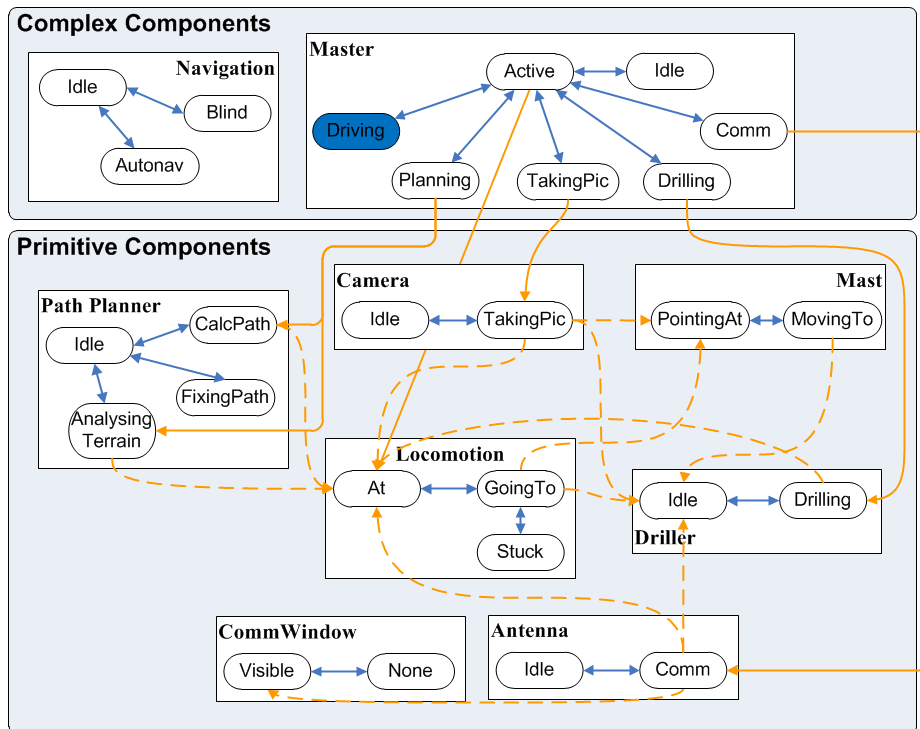 Complex Components
Navigation
Idle
Blind
Autonav
Master
Active
Idle
Driving
Comm
Planning
TakingPic
Drilling
Primitive Components
Path Planner
CalcPath
Idle
FixingPath
Analysing
Terrain
Camera
Idle
TakingPic
Mast
PointingAt
MovingTo
Locomotion
At
GoingTo
Stuck
Idle
Drilling
Driller
CommWindow
Visible
None
Antenna
Idle
Comm